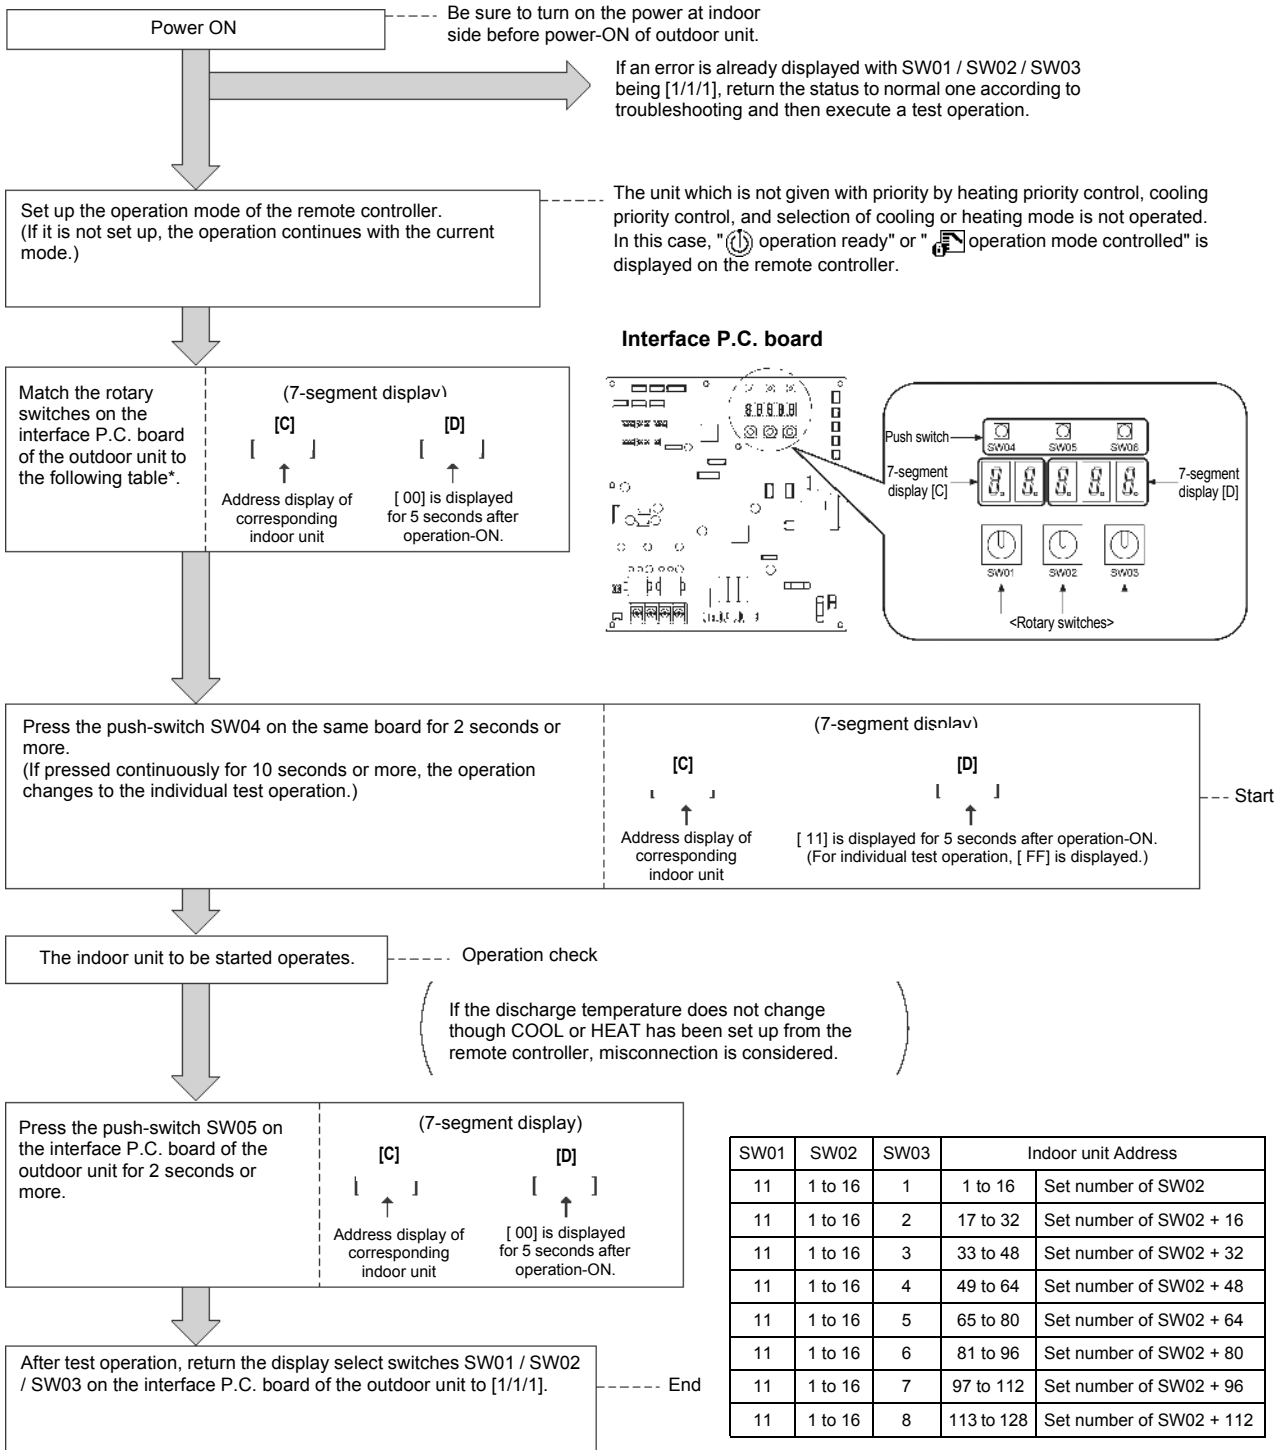 Power ON
Be sure to turn on the power at indoor
side before power-ON of outdoor unit.
If an error is already displayed with SW01 / SW02 / SW03
being [1/1/1], return the status to normal one according to
troubleshooting and then execute a test operation.
Set up the operation mode of the remote controller.
(If it is not set up, the operation continues with the current
mode.)
The unit which is not given with priority by heating priority control, cooling
priority control, and selection of cooling or heating mode is not operated.
In this case, " operation ready" or " operation mode controlled" is
displayed on the remote controller.
Match the rotary
switches on the
interface P.C. board
of the outdoor unit to
the following table*.
(7-segment display)
[C] [D]
[ ] [ ]
Address display of
corresponding
indoor unit
[ 00] is displayed
for 5 seconds after
operation-ON.
Interface P.C. board
Push switch
SW04 SW05 SW06
7-segment
display [C]
7-segment
display [D]
SW01 SW02 SW03
<Rotary switches>
Press the push-switch SW04 on the same board for 2 seconds or
more.
(If pressed continuously for 10 seconds or more, the operation
changes to the individual test operation.)
(7-segment display)
[C] [D]
[ ] [ ]
Address display of
corresponding
indoor unit
[ 11] is displayed for 5 seconds after operation-ON.
(For individual test operation, [ FF] is displayed.)
Start
The indoor unit to be started operates.
Operation check
If the discharge temperature does not change
though COOL or HEAT has been set up from the
remote controller, misconnection is considered.
Press the push-switch SW05 on
the interface P.C. board of the
outdoor unit for 2 seconds or
more.
(7-segment display)
[C] [D]
[ ] [ ]
Address display of
corresponding
indoor unit
[ 00] is displayed
for 5 seconds after
operation-ON.
After test operation, return the display select switches SW01 / SW02
/ SW03 on the interface P.C. board of the outdoor unit to [1/1/1].
End
SW01 SW02 SW03 Indoor unit Address
11 1 to 16 1 1 to 16 Set number of SW02
11 1 to 16 2 17 to 32 Set number of SW02 + 16
11 1 to 16 3 33 to 48 Set number of SW02 + 32
11 1 to 16 4 49 to 64 Set number of SW02 + 48
11 1 to 16 5 65 to 80 Set number of SW02 + 64
11 1 to 16 6 81 to 96 Set number of SW02 + 80
11 1 to 16 7 97 to 112 Set number of SW02 + 96
11 1 to 16 8 113 to 128 Set number of SW02 + 112